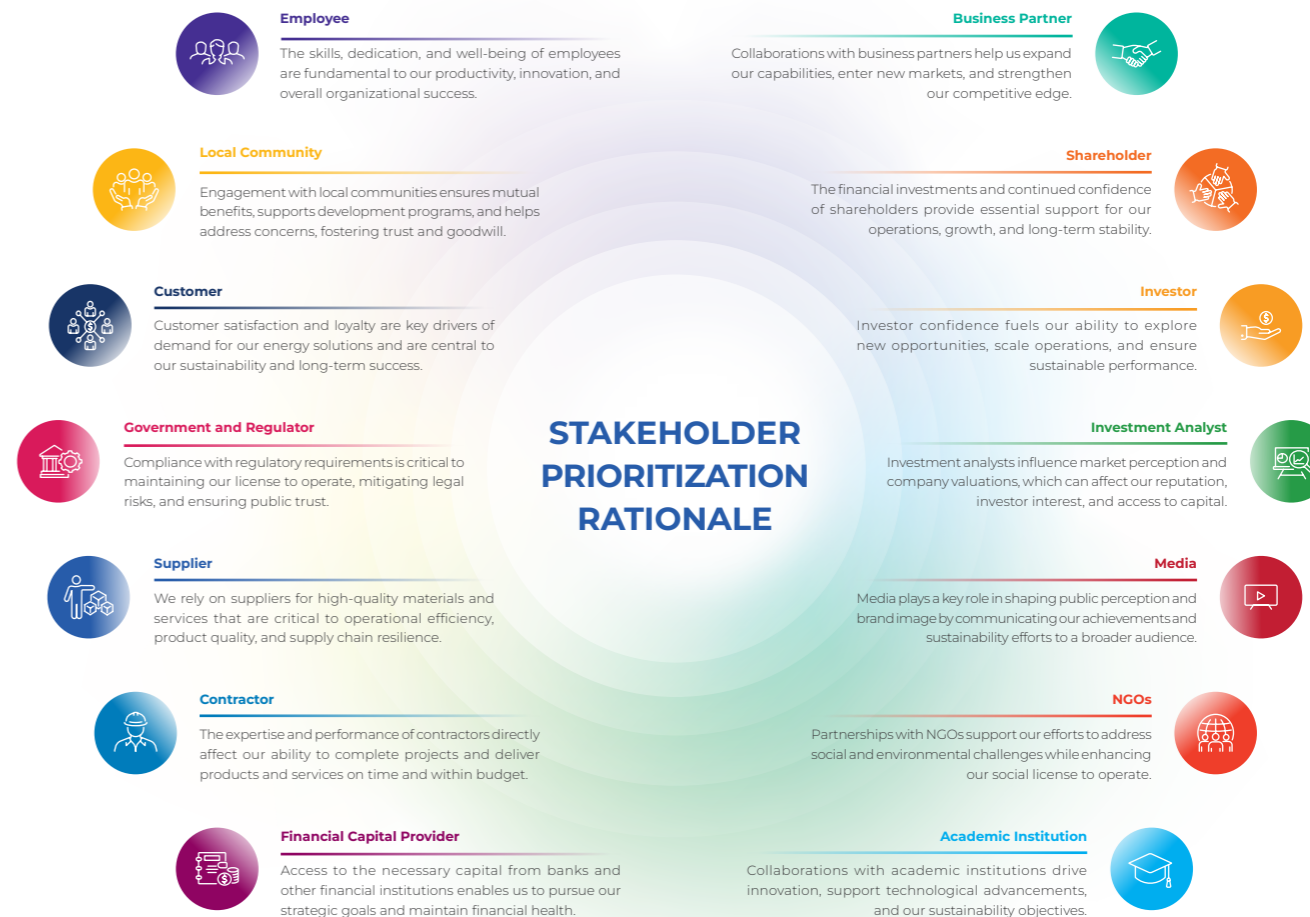 Employee
The skills, dedication, and well-being of employees
are fundamental to our productivity, innovation, and
overall organizational success.
Local Community
Engagement with local communities ensures mutual
benefits, supports development programs, and helps
address concerns, fostering trust and goodwill.
Customer
Customer satisfaction and loyalty are key drivers of
demand for our energy solutions and are central to
our sustainability and long-term success.
Government and Regulator
Compliance with regulatory requirements is critical to
maintaining our license to operate, mitigating legal
risks, and ensuring public trust.
Supplier
We rely on suppliers for high-quality materials and
services that are critical to operational efficiency,
product quality, and supply chain resilience.
Contractor
The expertise and performance of contractors directly
affect our ability to complete projects and deliver
products and services on time and within budget.
Financial Capital Provider
Access to the necessary capital from banks and
other financial institutions enables us to pursue our
strategic goals and maintain financial health.
STAKEHOLDER
PRIORITIZATION
RATIONALE
Business Partner
Collaborations with business partners help us expand
our capabilities, enter new markets, and strengthen
our competitive edge.
Shareholder
The financial investments and continued confidence
of shareholders provide essential support for our
operations, growth, and long-term stability.
Investor
Investor confidence fuels our ability to explore
new opportunities, scale operations, and ensure
sustainable performance.
Investment Analyst
Investment analysts influence market perception and
company valuations, which can affect our reputation,
investor interest, and access to capital.
Media
Media plays a key role in shaping public perception and
brand image by communicating our achievements and
sustainability efforts to a broader audience.
NGOs
Partnerships with NGOs support our efforts to address
social and environmental challenges while enhancing
our social license to operate.
Academic Institution
Collaborations with academic institutions drive
innovation, support technological advancements,
and our sustainability objectives.